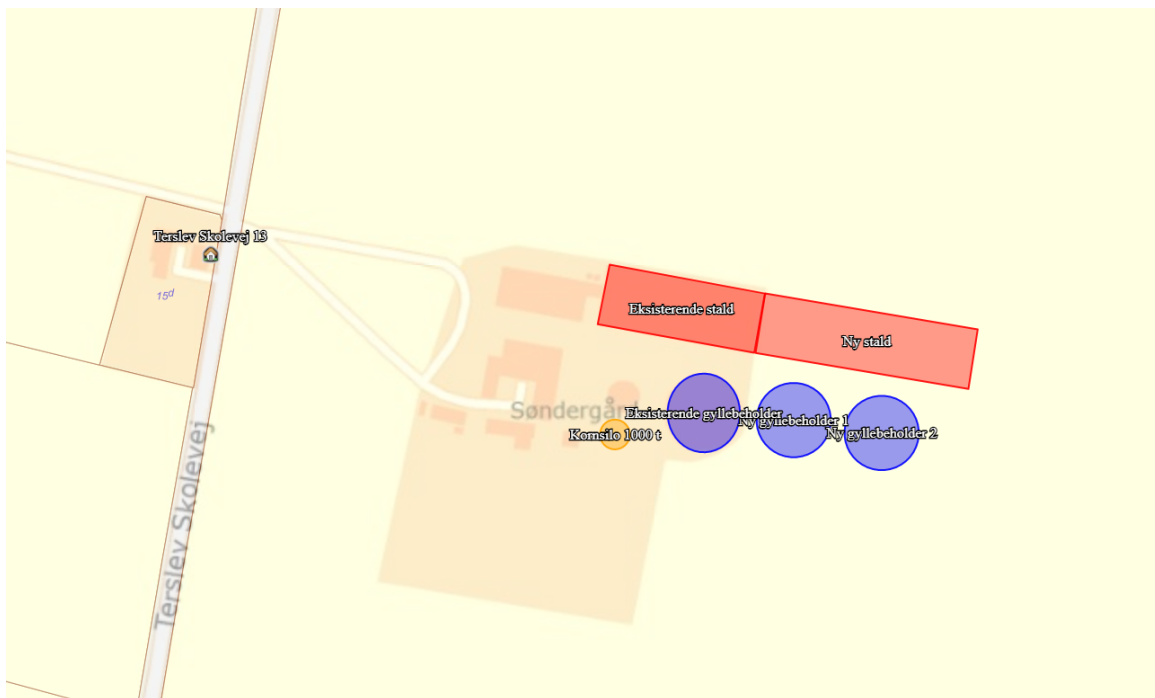 Terslev Skolevej 13
15d
Eksisterende stald
Ny stald
Søndergård
Eksisterende gyllebeholder
Ny gyllebeholder 1
Ny gyllebeholder 2
Kornsilo 1000 t
Terslev Skolevej